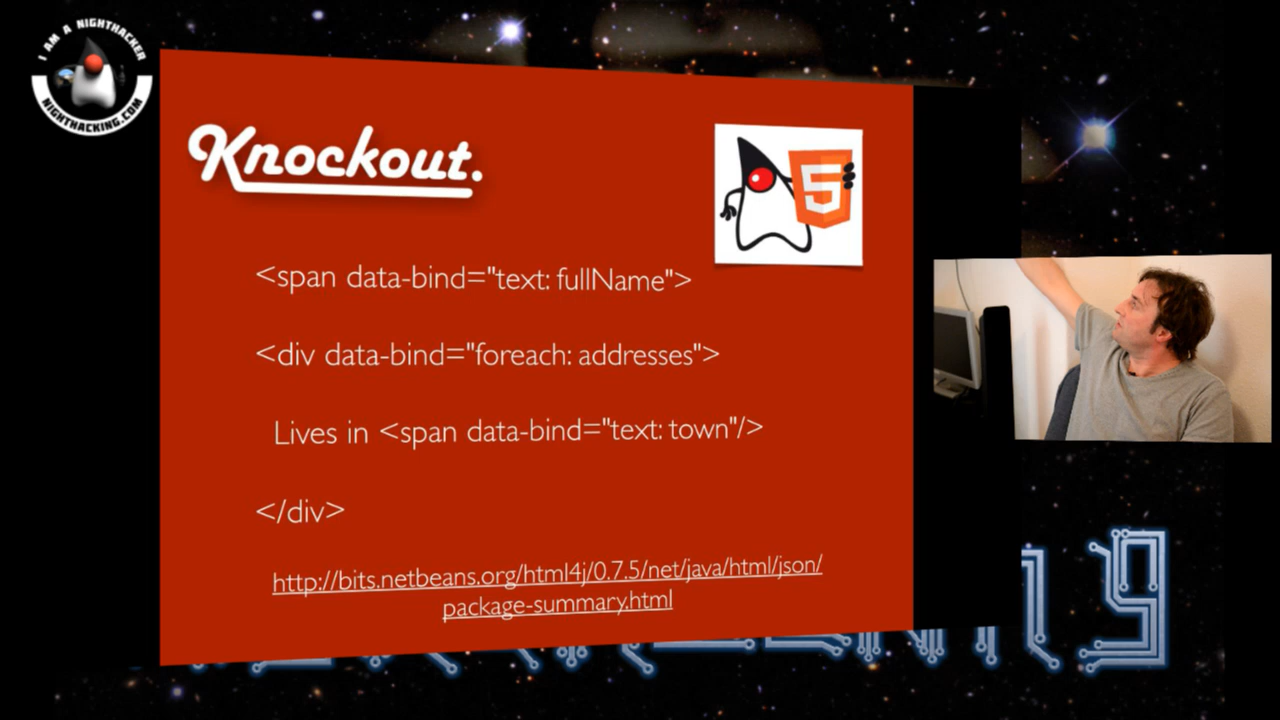 I AM A NIGHTHACKER
NIGHTHACKING.COM
Knockout.
5
<span data-bind="text: fullName">
<div data-bind="foreach: addresses">
Lives in <span data-bind="text: town"/>
</div>
http://bits.netbeans.org/html4j/0.7.5/net/java/html/json/
package-summary.html